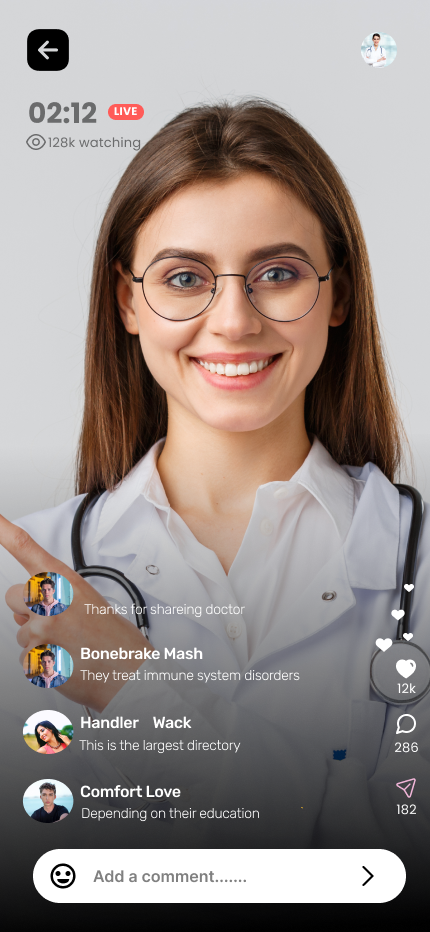 02:12 LIVE
128k watching
Thanks for shareing doctor
Bonebrake Mash
They treat immune system disorders
12k
Handler Wack
This is the largest directory
286
Comfort Love
Depending on their education
182
Add a comment.......